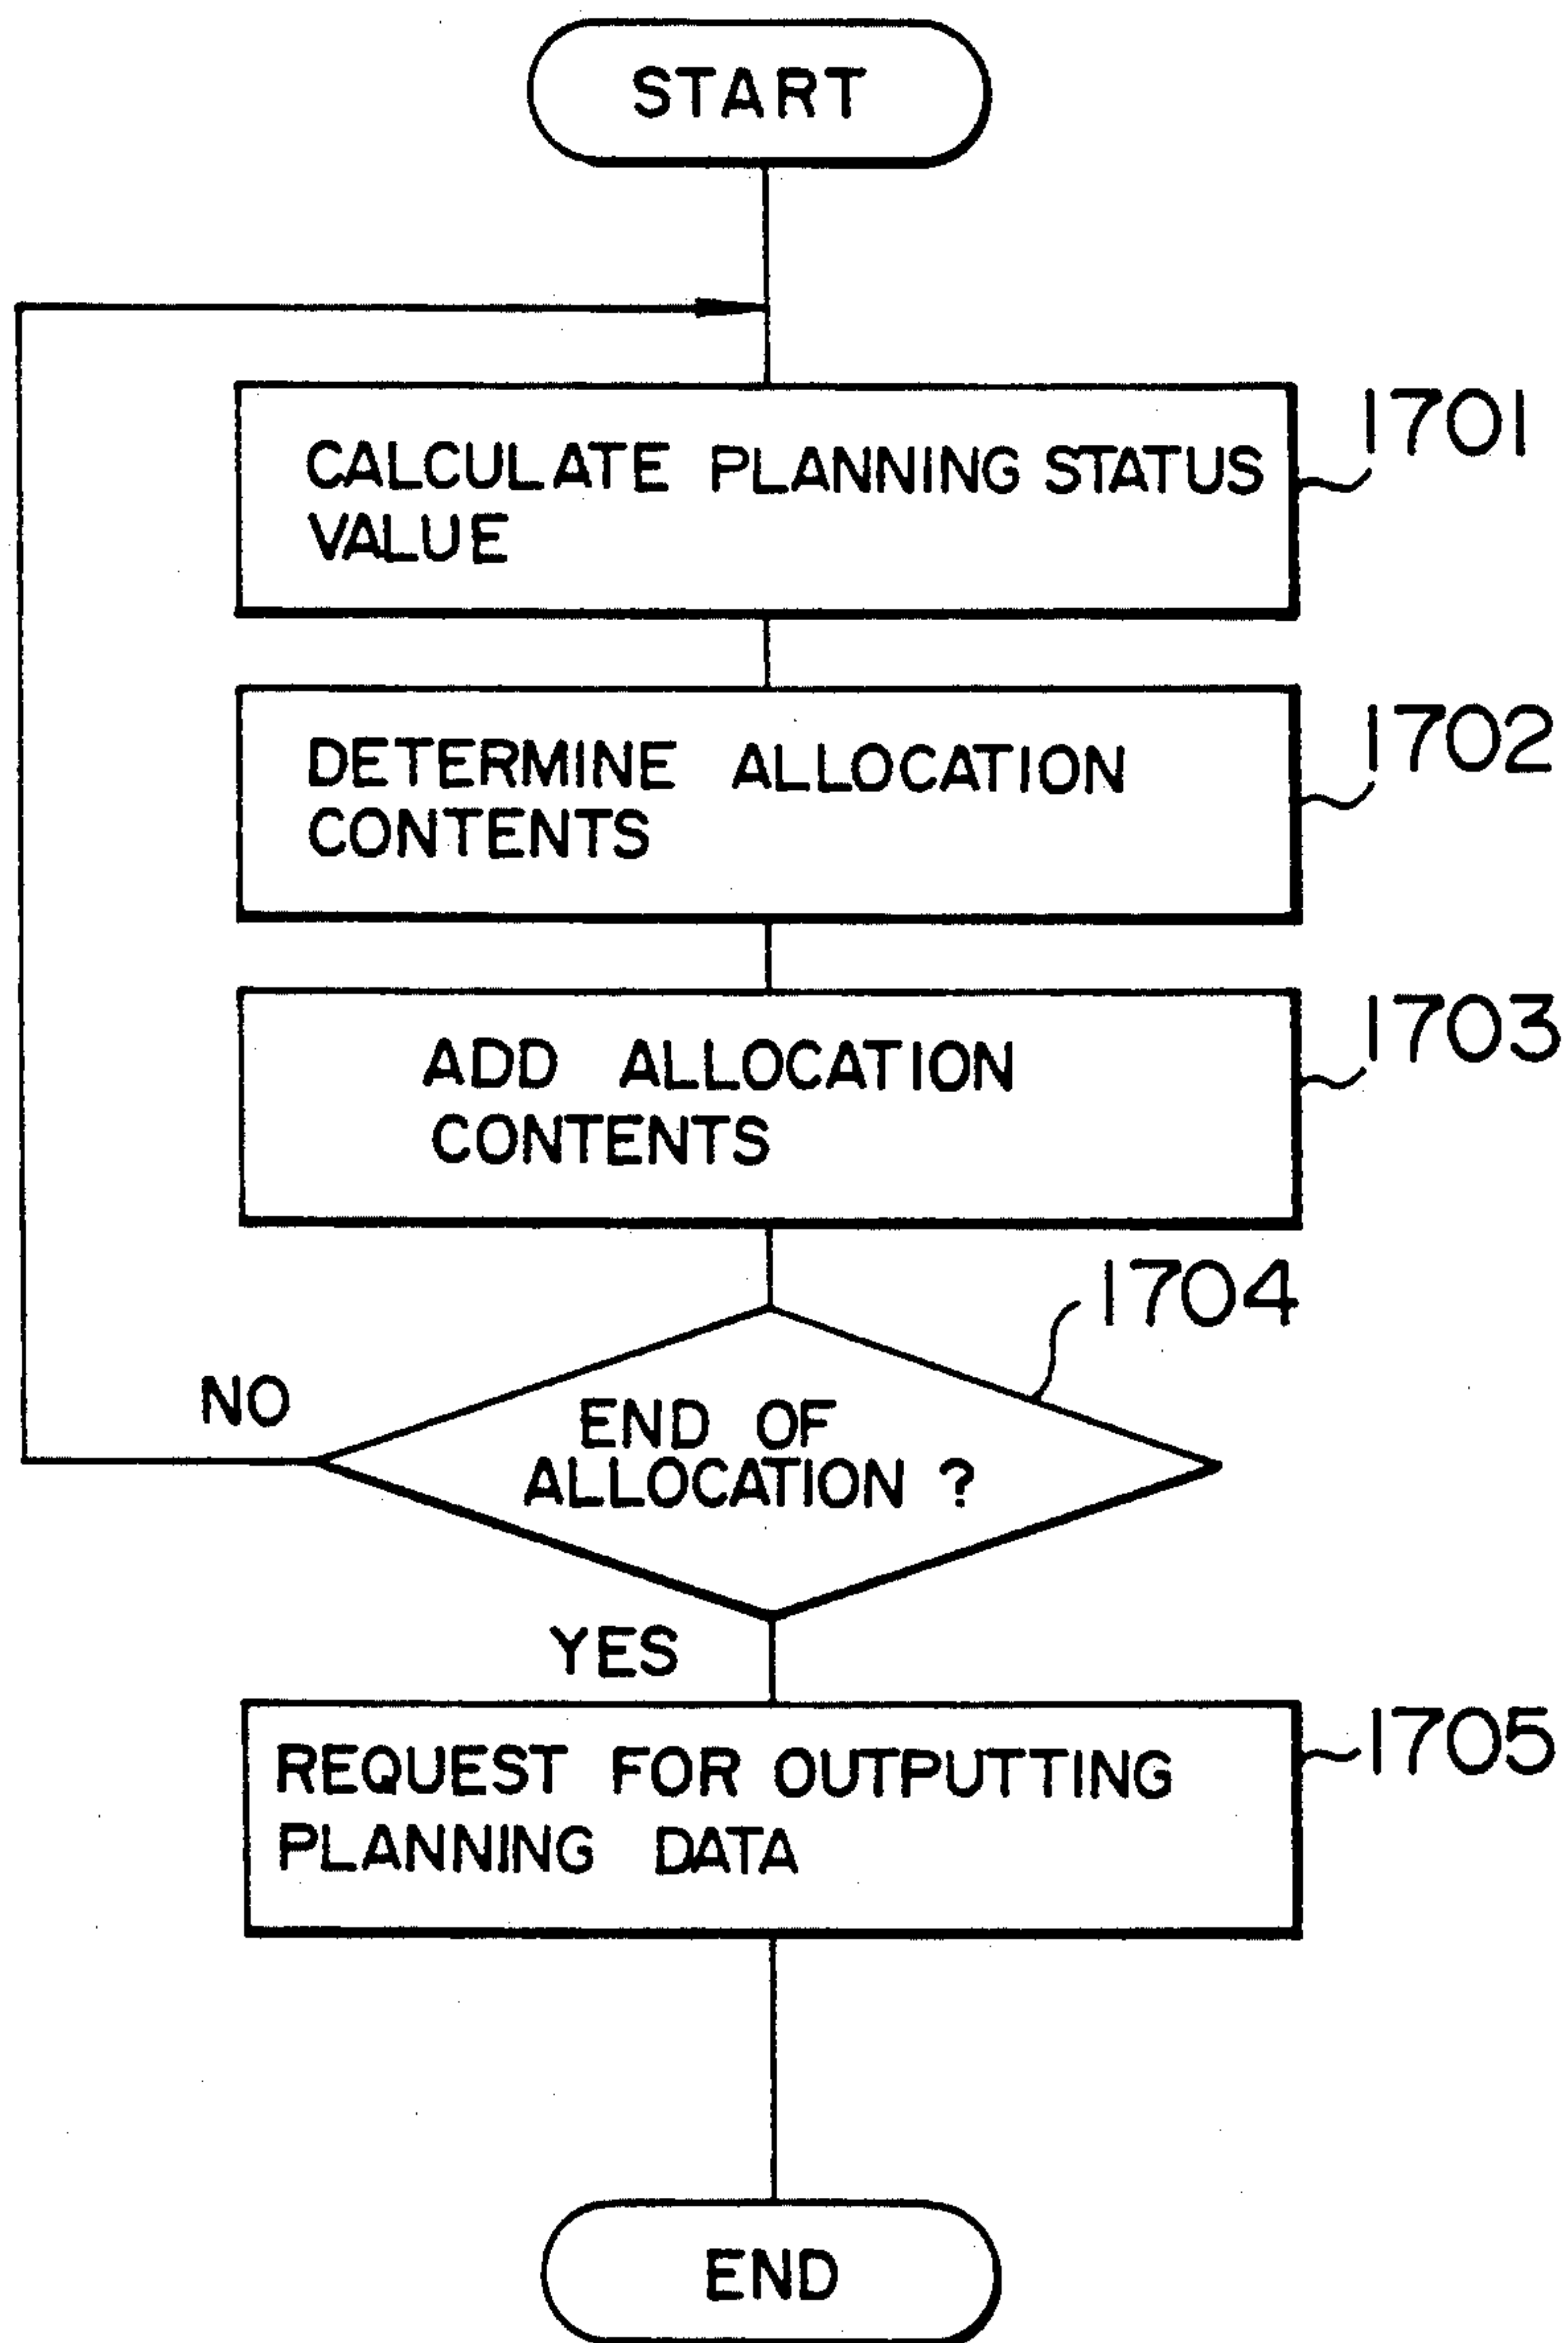 START
CALCULATE PLANNING STATUS
VALUE
1701
DETERMINE ALLOCATION
CONTENTS
1702
ADD ALLOCATION
CONTENTS
1703
1704
NO
END OF
ALLOCATION ?
YES
REQUEST FOR OUTPUTTING
PLANNING DATA
1705
END